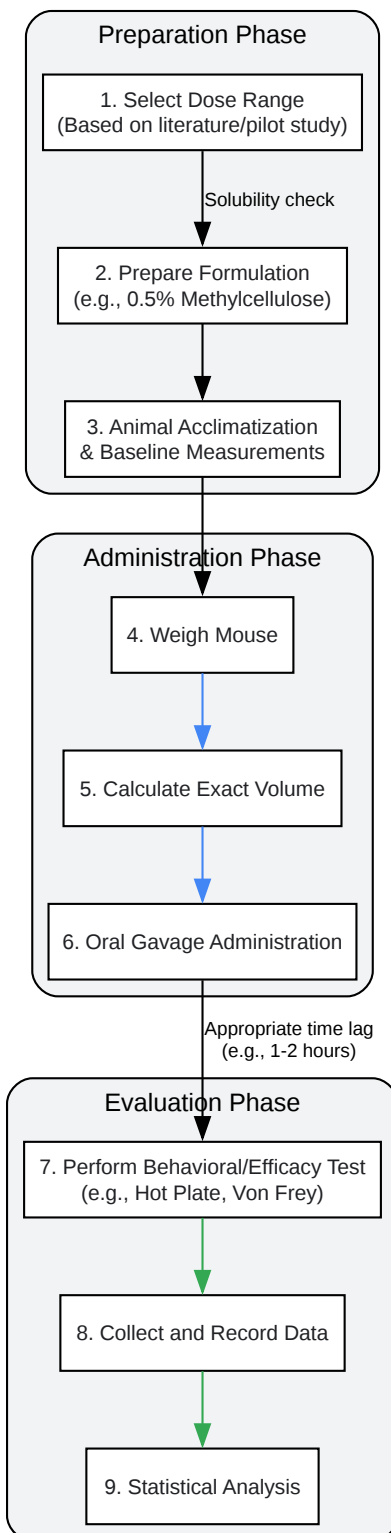 Preparation Phase
1. Select Dose Range
(Based on literature/pilot study)
Solubility check
2. Prepare Formulation
(e.g., 0.5% Methylcellulose)
3. Animal Acclimatization
& Baseline Measurements
Administration Phase
4. Weigh Mouse
5. Calculate Exact Volume
6. Oral Gavage Administration
Appropriate time lag
(e.g., 1-2 hours)
Evaluation Phase
7. Perform Behavioral/Efficacy Test
(e.g., Hot Plate, Von Frey)
8. Collect and Record Data
9. Statistical Analysis